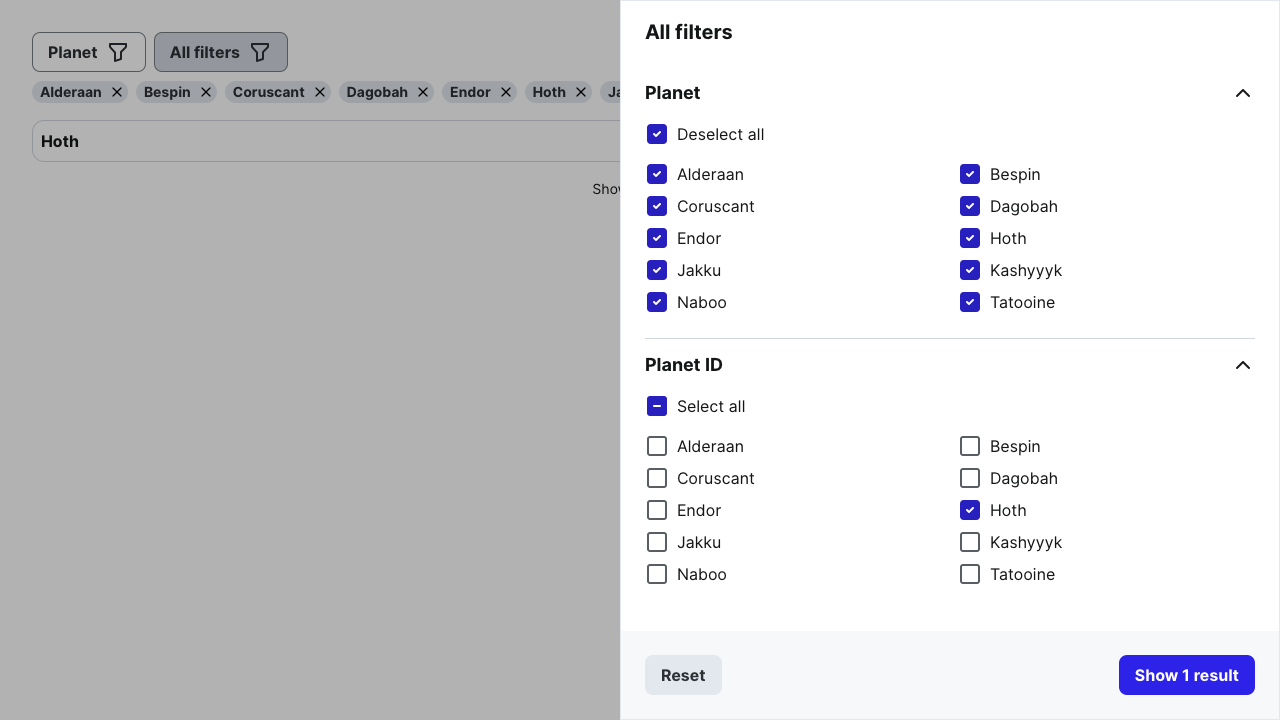 Planet All filters
Alderaan Bespin Coruscant Dagobah Endor Hoth
Hoth
All filters
Planet
Deselect all
Alderaan Bespin
Coruscant Dagobah
Endor Hoth
Jakku Kashyyyk
Naboo Tatooine
Planet ID
Select all
Alderaan Bespin
Coruscant Dagobah
Endor Hoth
Jakku Kashyyyk
Naboo Tatooine
Reset Show 1 result